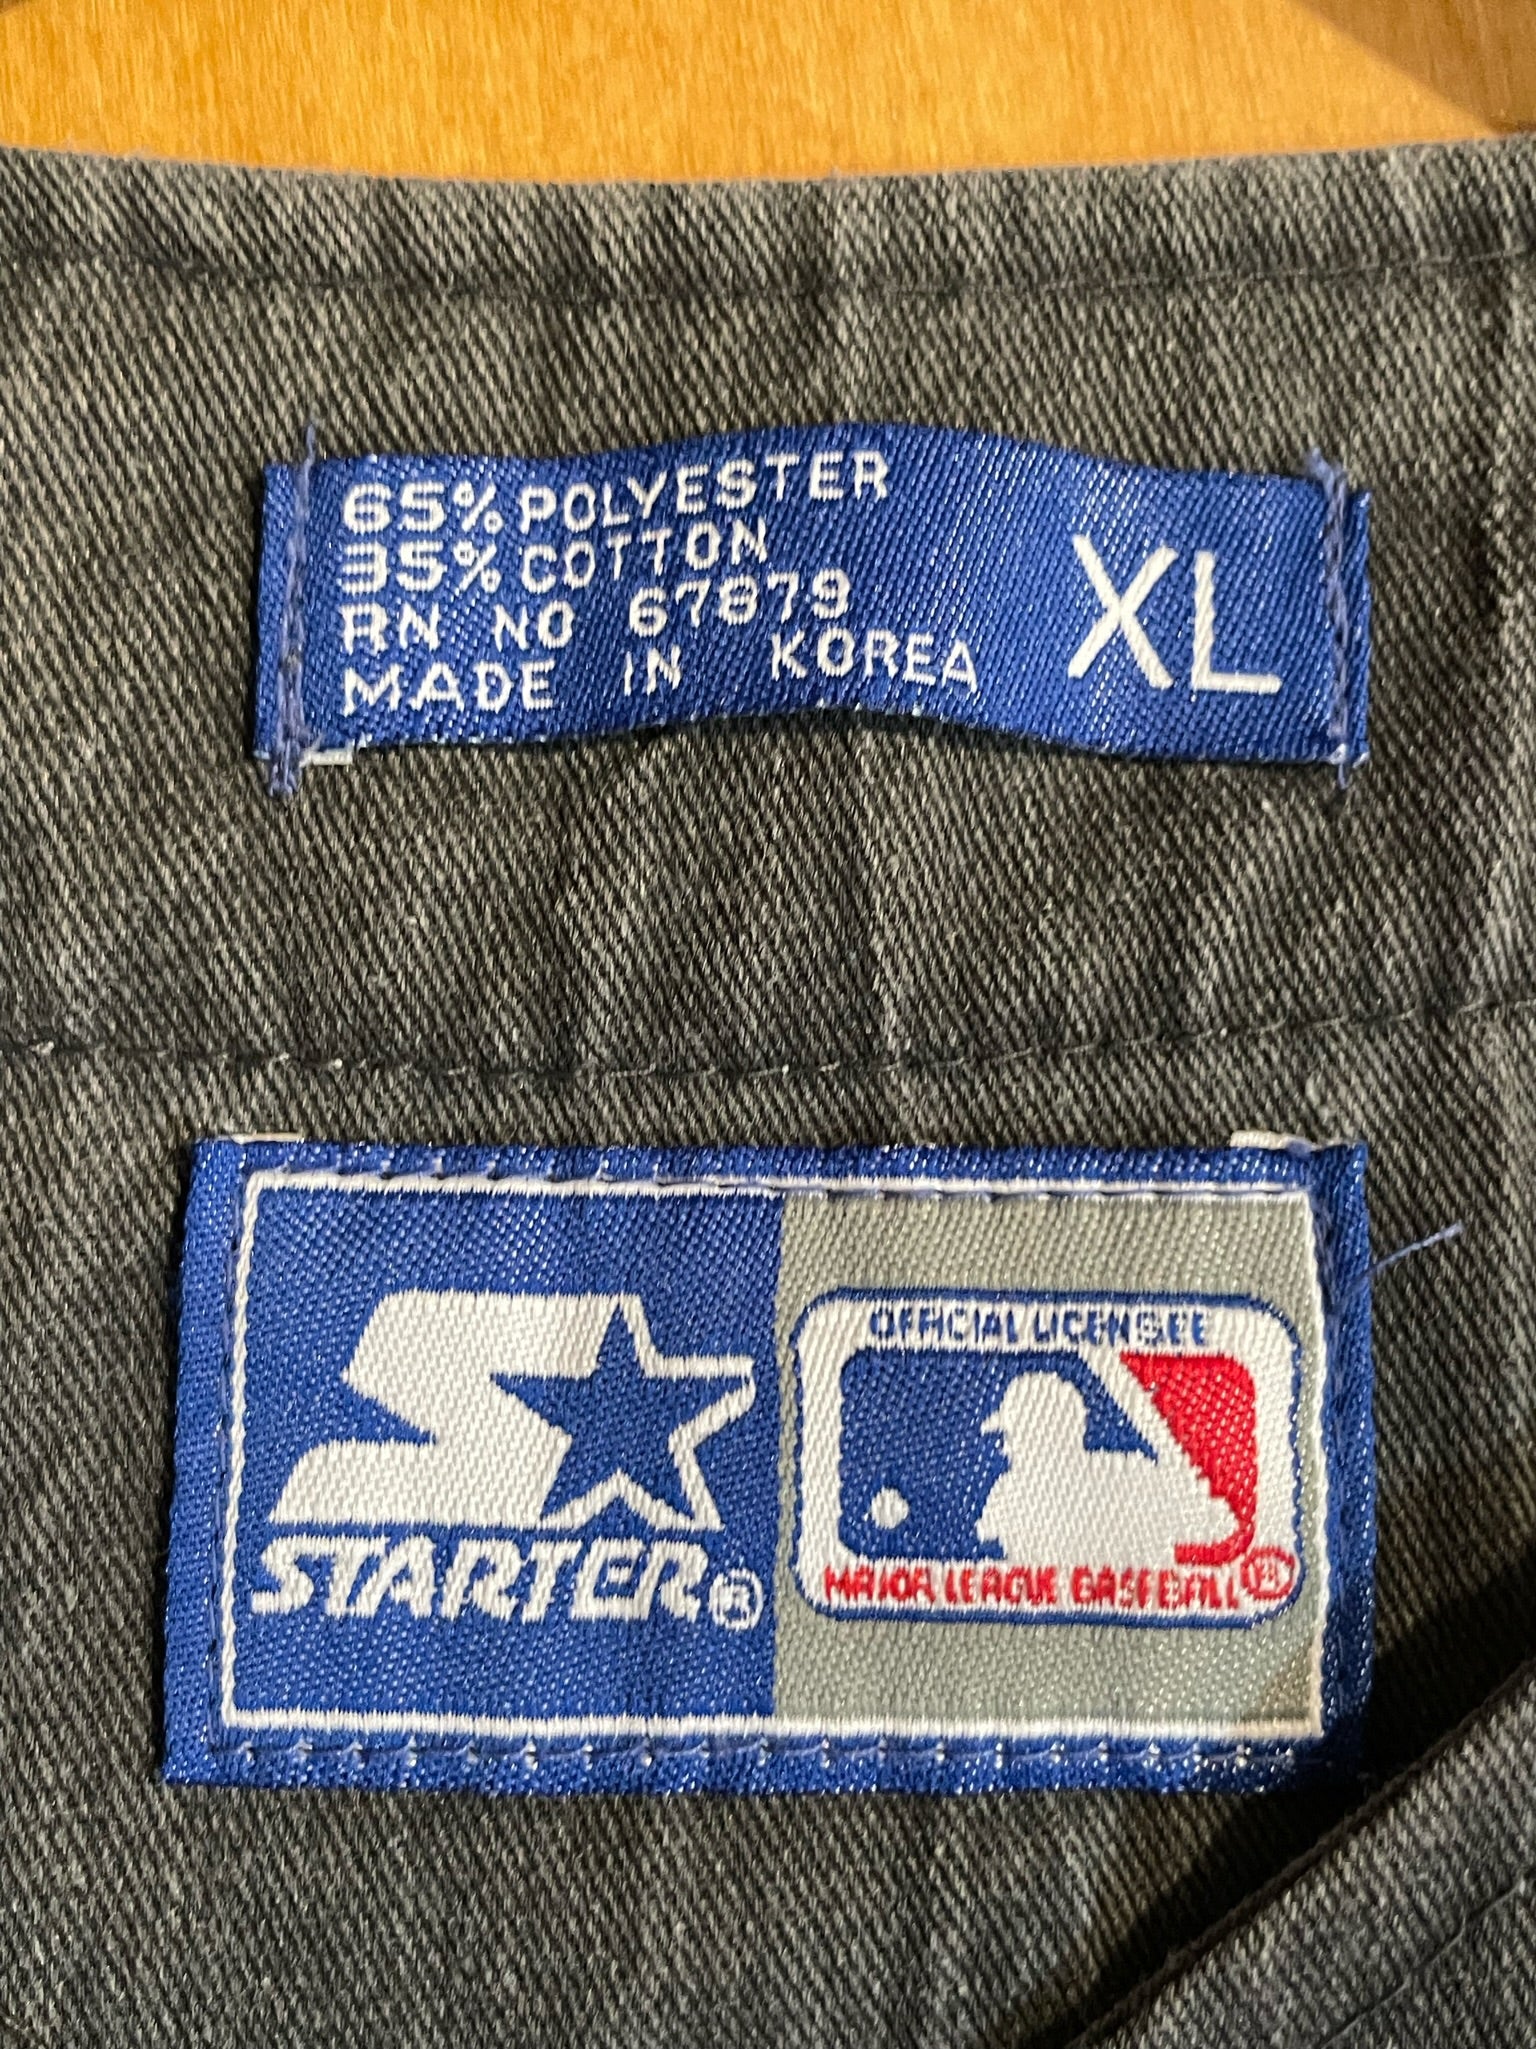 65% POLYESTER
35% COTTON
RN NO 67879
MADE IN KOREA
XL
STARTER®
OFFICIAL LICENSEE
MAJOR LEAGUE BASEBALL®